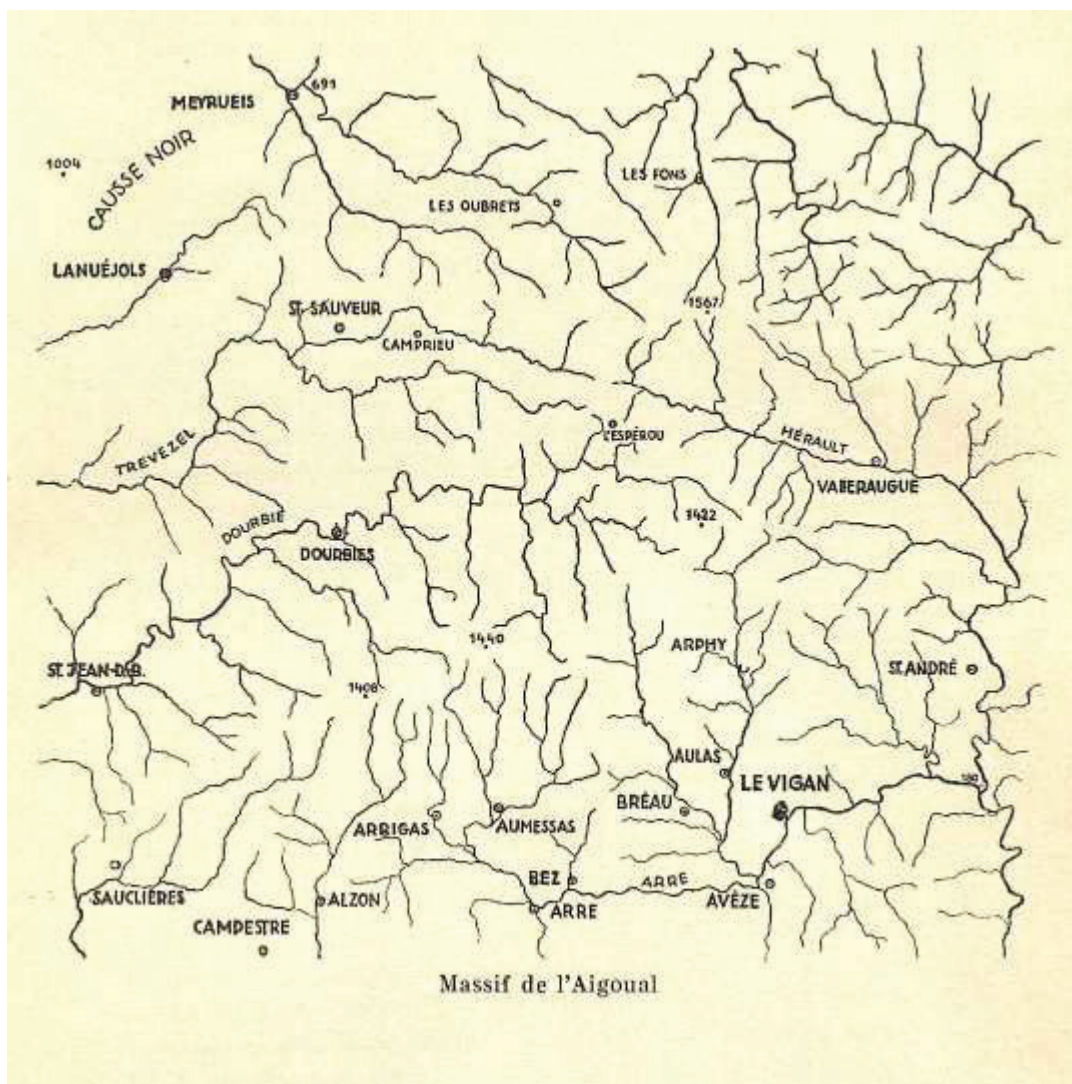 691
MEYRUEIS
1004
CAUSSE NOIR
LES FONS
LES OUBRETS
LANUÉJOLS
1567
ST. SAUVEUR
CAMPRIEU
L'ESPÉROU
HÉRAULT
TREVEZEL
VABERAUGUE
1422
DOURBIE
DOURBIES
1440
ARPHY
ST. JEAN-D.B.
ST. ANDRÉ
1408
AULAS
LE VIGAN
BRÉAU
ARRIGAS
AUMESSAS
BEZ
ARRE
SAUCLIÈRES
ALZON
AVÈZE
ARRE
CAMPESTRE
Massif de l'Aigoual